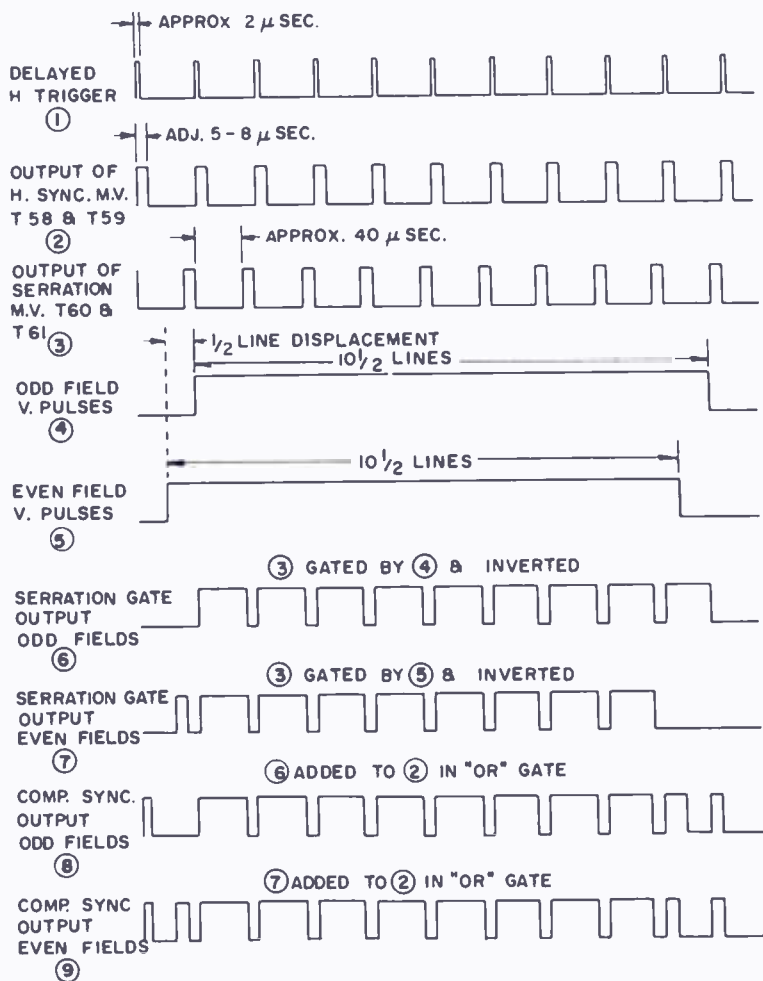 APPROX 2 μ SEC.
DELAYED
H TRIGGER
①
ADJ. 5 - 8 μ SEC.
OUTPUT OF
H. SYNC. M.V.
T 58 & T59
②
APPROX. 40 μ SEC.
OUTPUT OF
SERRATION
M.V. T60 &
T61
③
1/2 LINE DISPLACEMENT
10 1/2 LINES
ODD FIELD
V. PULSES
④
10 1/2 LINES
EVEN FIELD
V. PULSES
⑤
③ GATED BY ④ & INVERTED
SERRATION GATE
OUTPUT
ODD FIELDS
⑥
③ GATED BY ⑤ & INVERTED
SERRATION GATE
OUTPUT
EVEN FIELDS
⑦
⑥ ADDED TO ② IN "OR" GATE
COMP. SYNC.
OUTPUT
ODD FIELDS
⑧
⑦ ADDED TO ② IN "OR" GATE
COMP. SYNC
OUTPUT
EVEN FIELDS
⑨